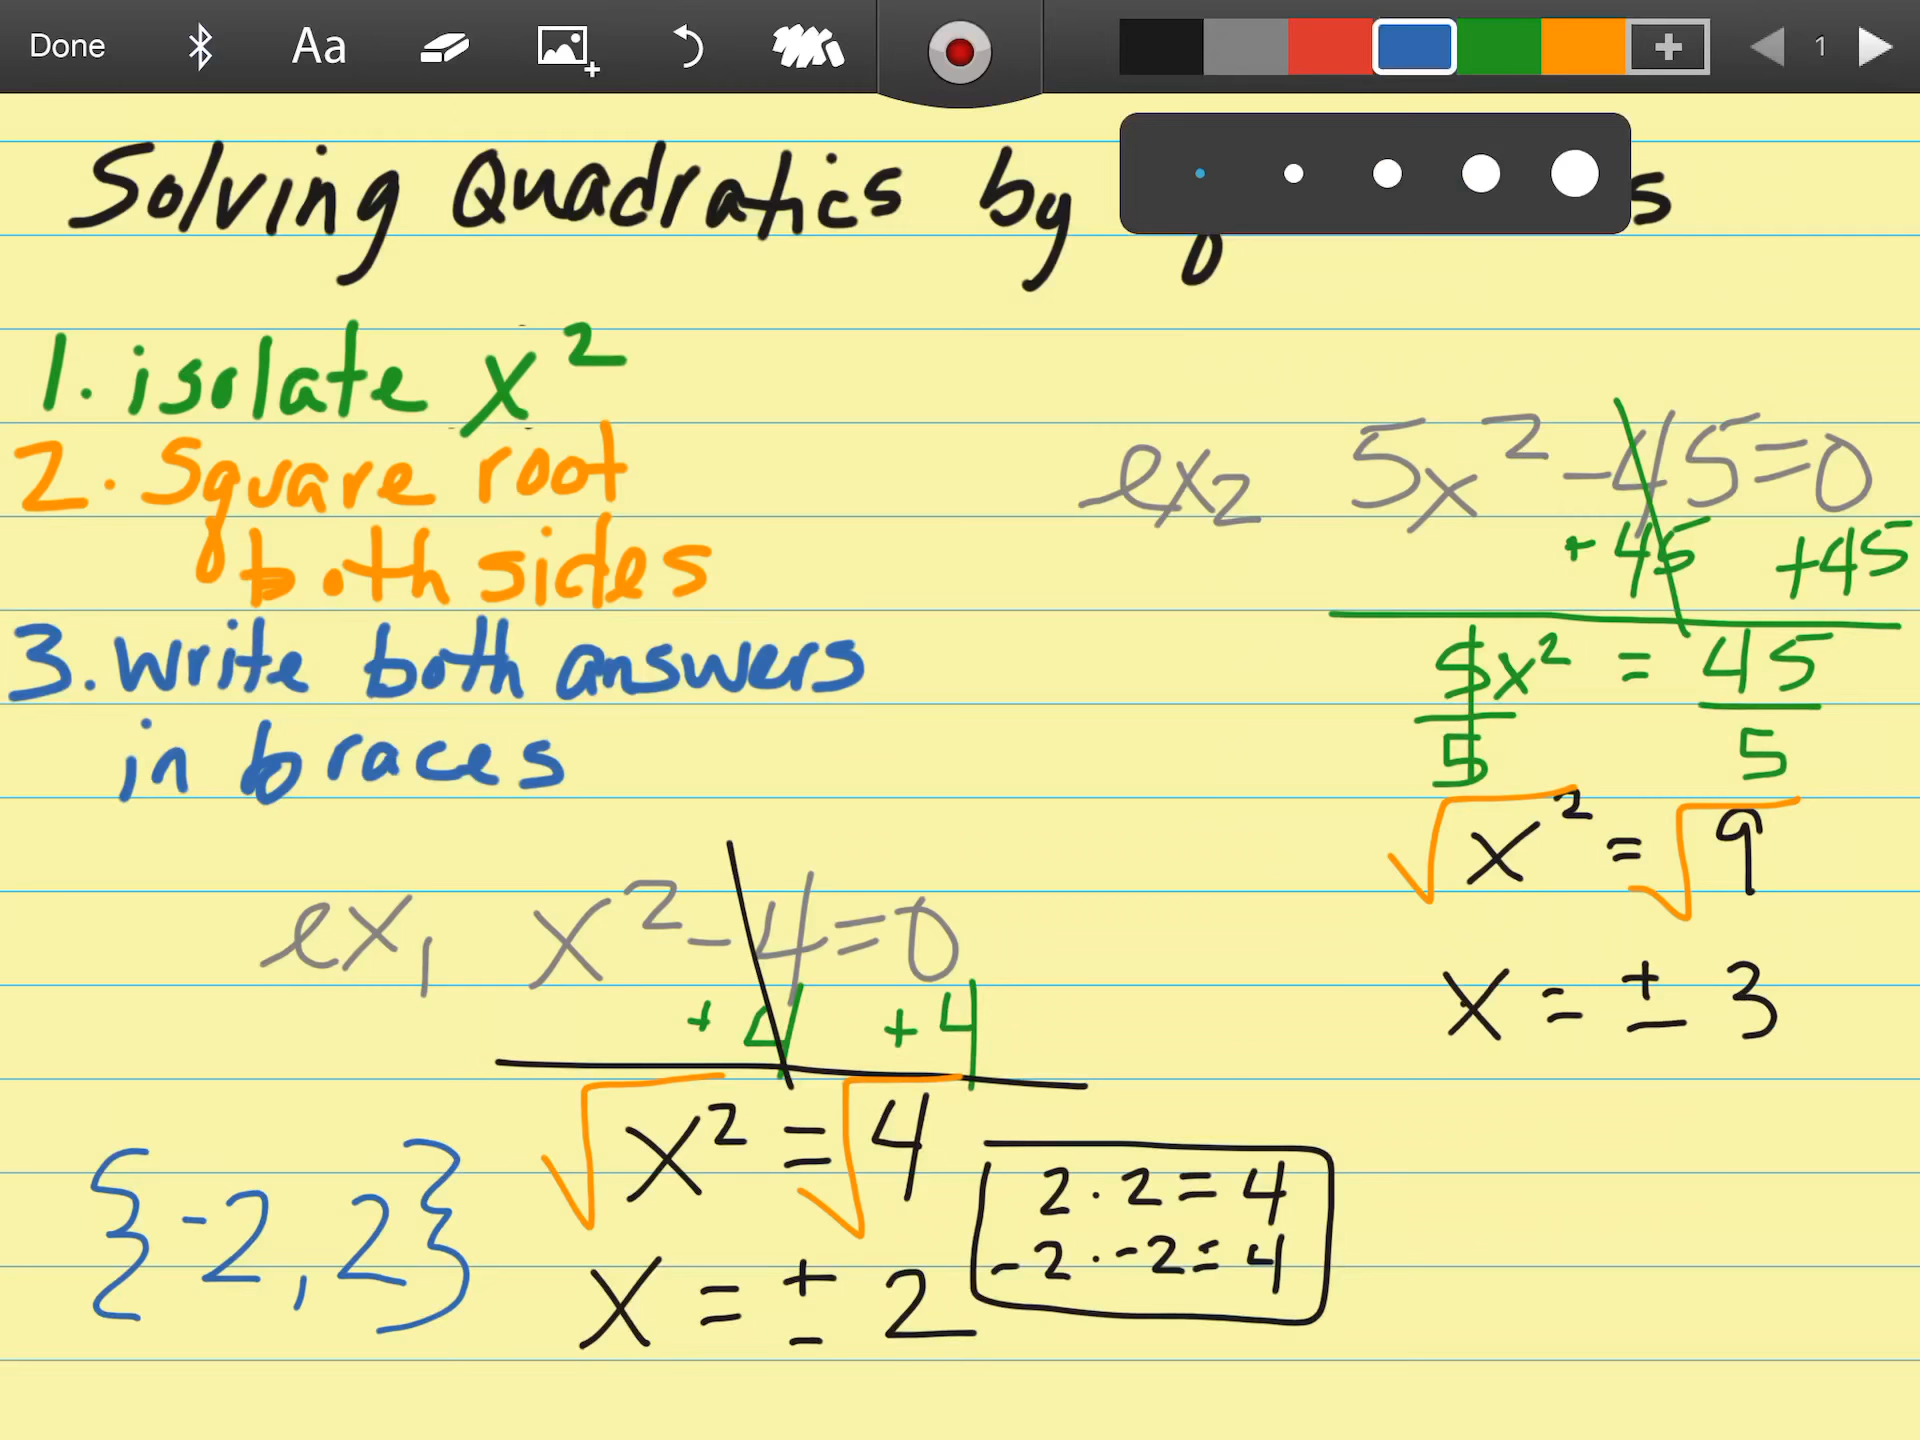 Done Aa 1
Solving Quadratics by s
1. isolate x²
2. Square root
both sides
3. Write both answers
in braces
ex₁ x² - 4 = 0
+ 4 + 4
√x² = √4
x = ± 2
{-2, 2}
2 · 2 = 4
-2 · -2 = 4
ex₂ 5x² - 45 = 0
+ 45 + 45
5x² = 45
5 5
√x² = √9
x = ± 3